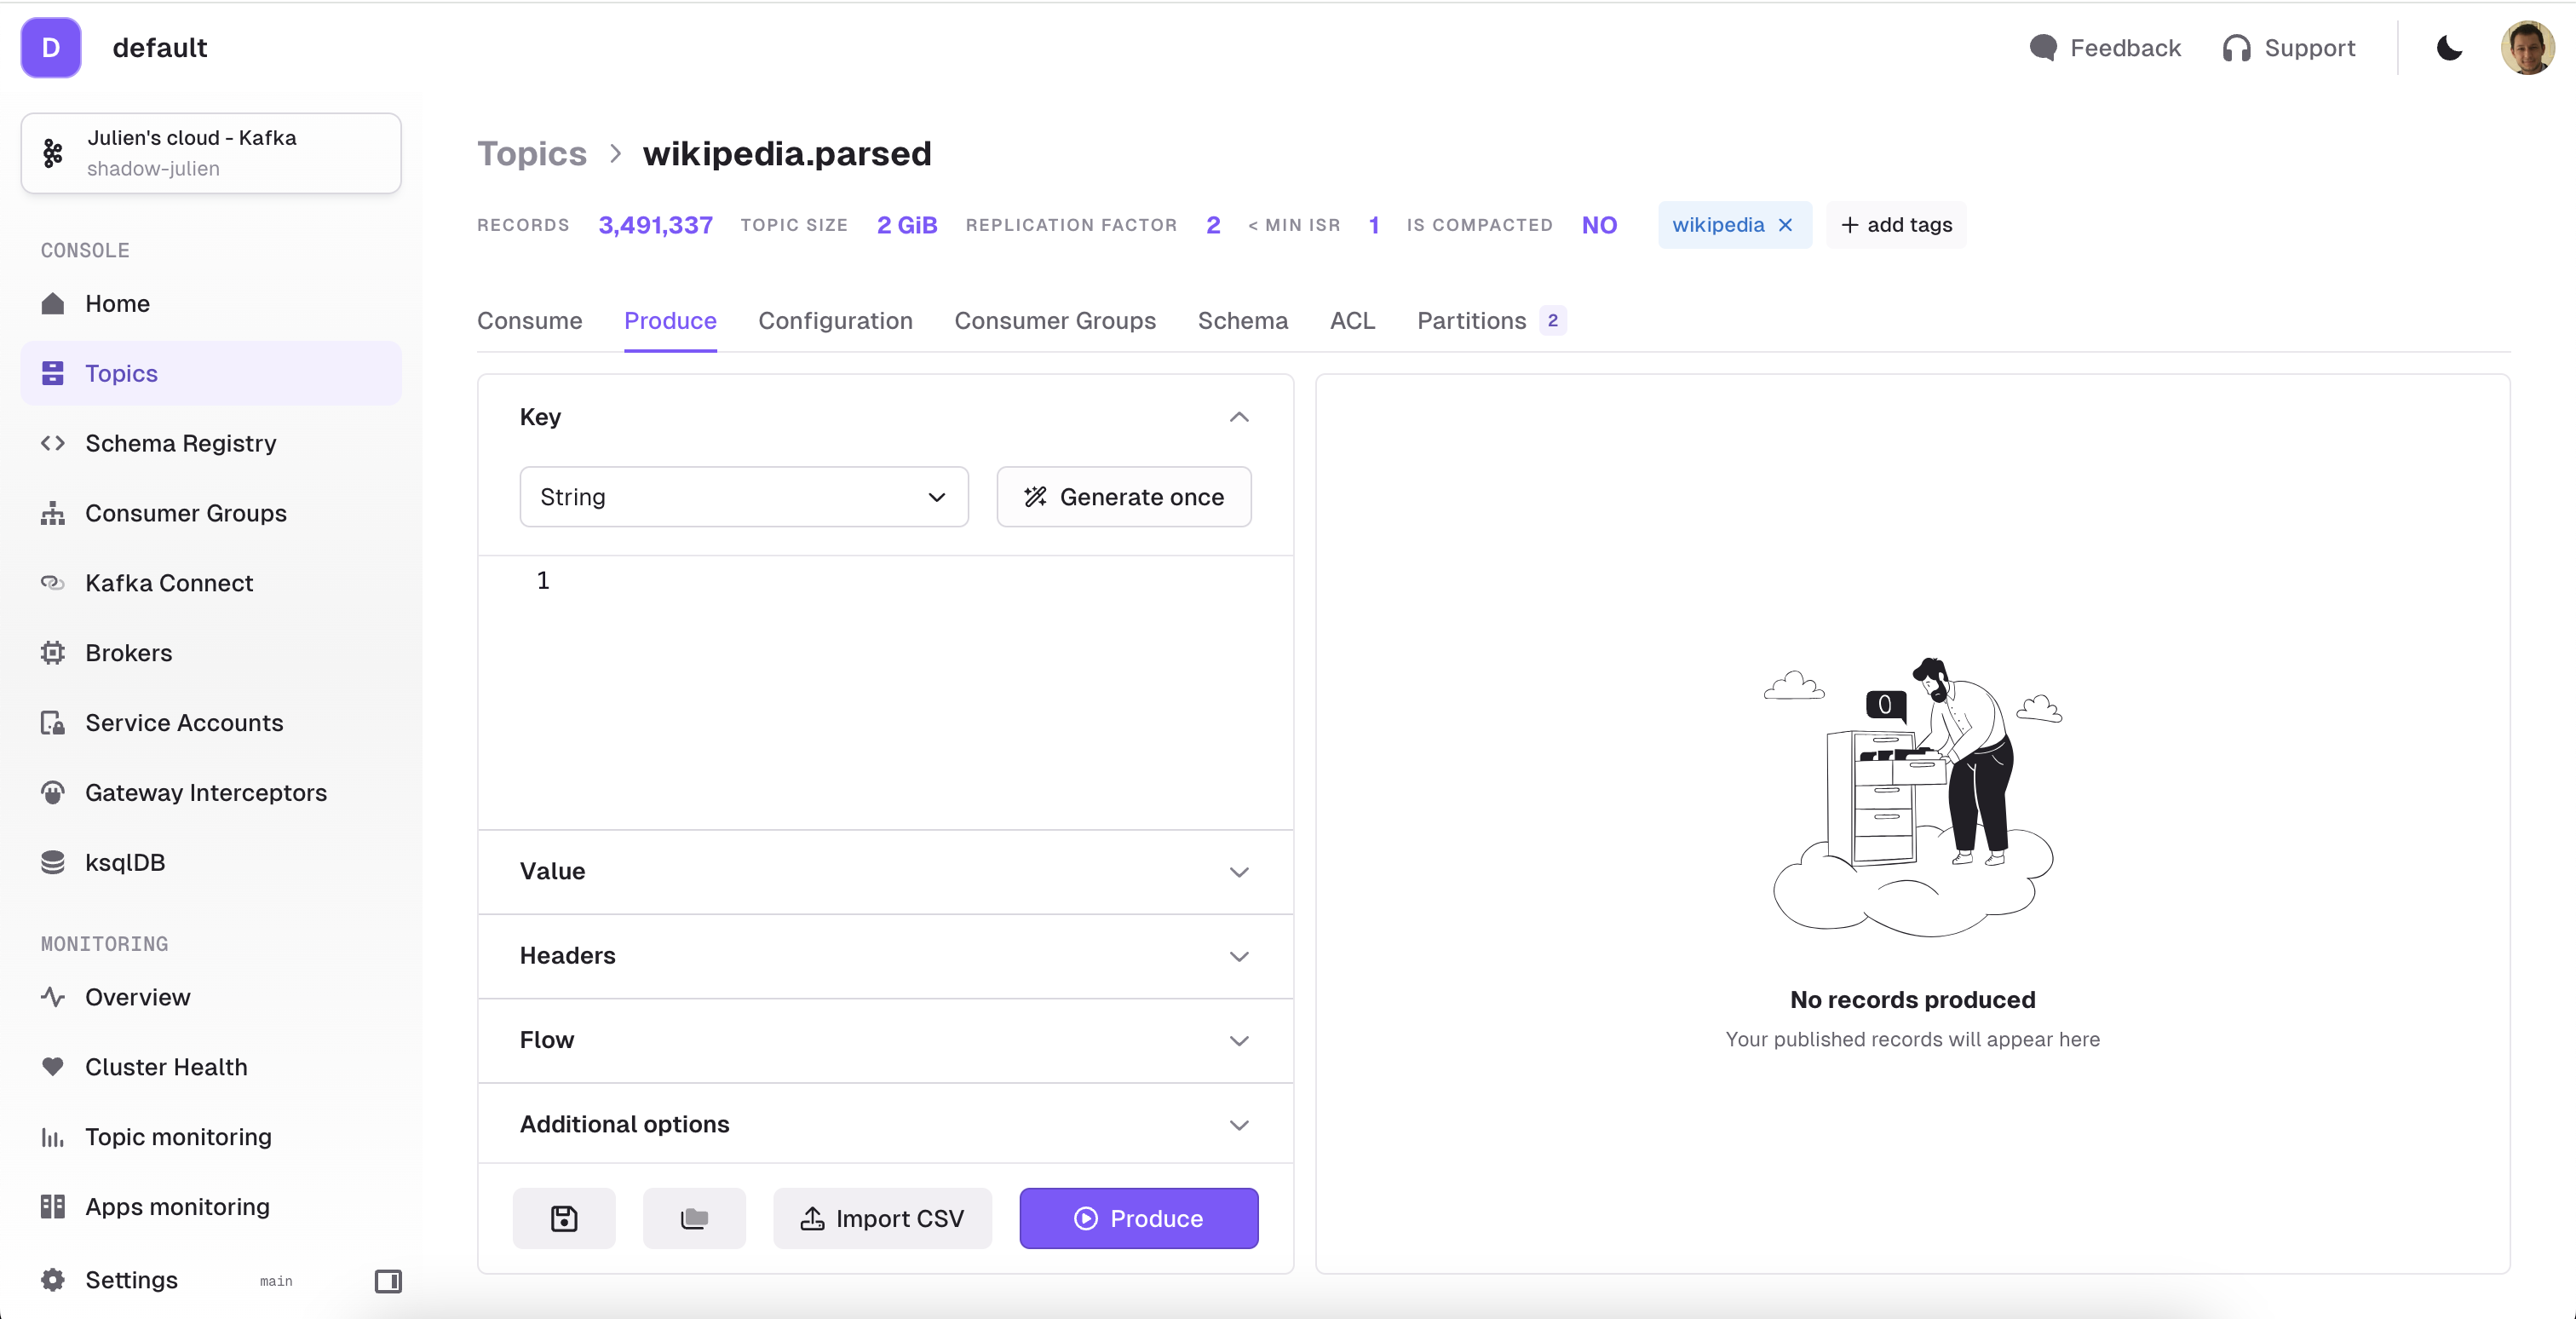 D default
Feedback Support
Julien's cloud - Kafka
shadow-julien
CONSOLE
Home
Topics
Schema Registry
Consumer Groups
Kafka Connect
Brokers
Service Accounts
Gateway Interceptors
ksqlDB
MONITORING
Overview
Cluster Health
Topic monitoring
Apps monitoring
Settings main
Topics > wikipedia.parsed
RECORDS 3,491,337 TOPIC SIZE 2 GiB REPLICATION FACTOR 2 < MIN ISR 1 IS COMPACTED NO wikipedia × + add tags
Consume Produce Configuration Consumer Groups Schema ACL Partitions 2
Key
String Generate once
1
Value
Headers
Flow
Additional options
Import CSV Produce
0
No records produced
Your published records will appear here